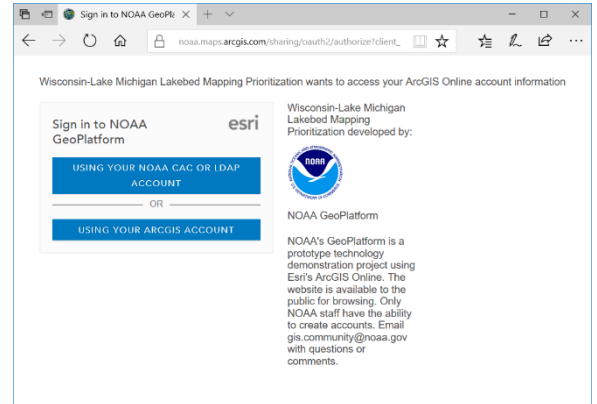 Sign in to NOAA GeoPla
noaa.maps.arcgis.com/sharing/oauth2/authorize?client_
Wisconsin-Lake Michigan Lakebed Mapping Prioritization wants to access your ArcGIS Online account information
Sign in to NOAA
GeoPlatform
esri
USING YOUR NOAA CAC OR LDAP
ACCOUNT
OR
USING YOUR ARCGIS ACCOUNT
Wisconsin-Lake Michigan
Lakebed Mapping
Prioritization developed by:
NOAA
NOAA GeoPlatform
NOAA's GeoPlatform is a
prototype technology
demonstration project using
Esri's ArcGIS Online. The
website is available to the
public for browsing. Only
NOAA staff have the ability
to create accounts. Email
gis.community@noaa.gov
with questions or
comments.